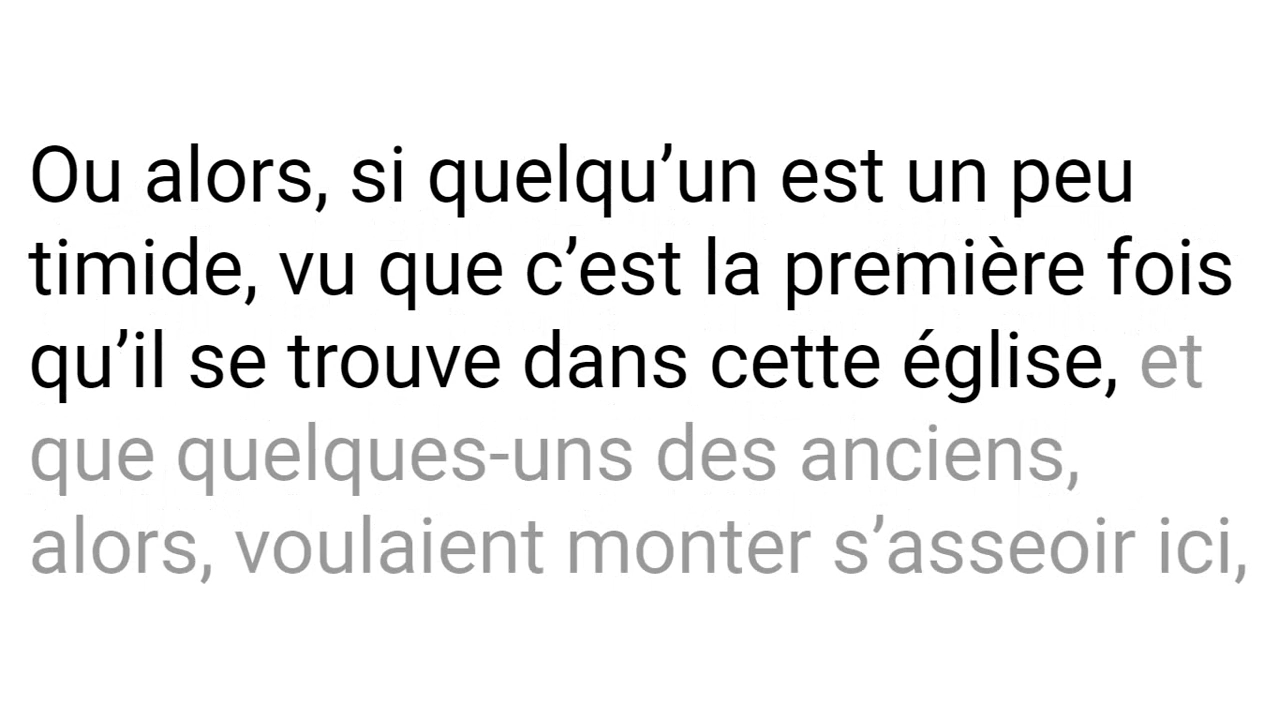 Ou alors, si quelqu’un est un peu
timide, vu que c’est la première fois
qu’il se trouve dans cette église, et
que quelques-uns des anciens,
alors, voulaient monter s’asseoir ici,